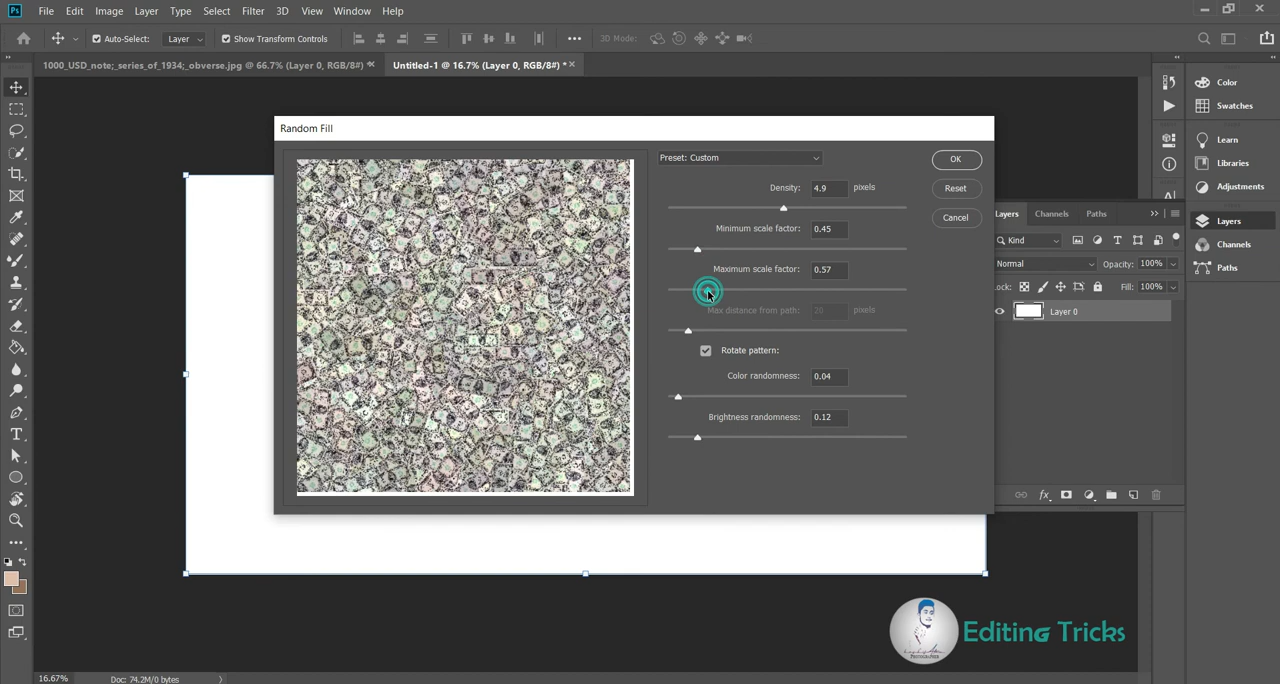 Ps File Edit Image Layer Type Select Filter 3D View Window Help
Auto-Select: Layer Show Transform Controls 3D Mode:
1000_USD_note;_series_of_1934;_obverse.jpg @ 66.7% (Layer 0, RGB/8#) * Untitled-1 @ 16.7% (Layer 0, RGB/8#) *
Random Fill
Preset: Custom
OK
Density: 4.9 pixels
Reset
Cancel
Minimum scale factor: 0.45
Maximum scale factor: 0.57
Max distance from path: 20 pixels
Rotate pattern:
Color randomness: 0.04
Brightness randomness: 0.12
Color
Swatches
Learn
Libraries
Adjustments
Layers
Channels
Paths
Layers Channels Paths
Kind
Normal Opacity: 100%
Lock: Fill: 100%
Layer 0
fx
Editing Tricks
16.67% Doc: 74.2M/0 bytes